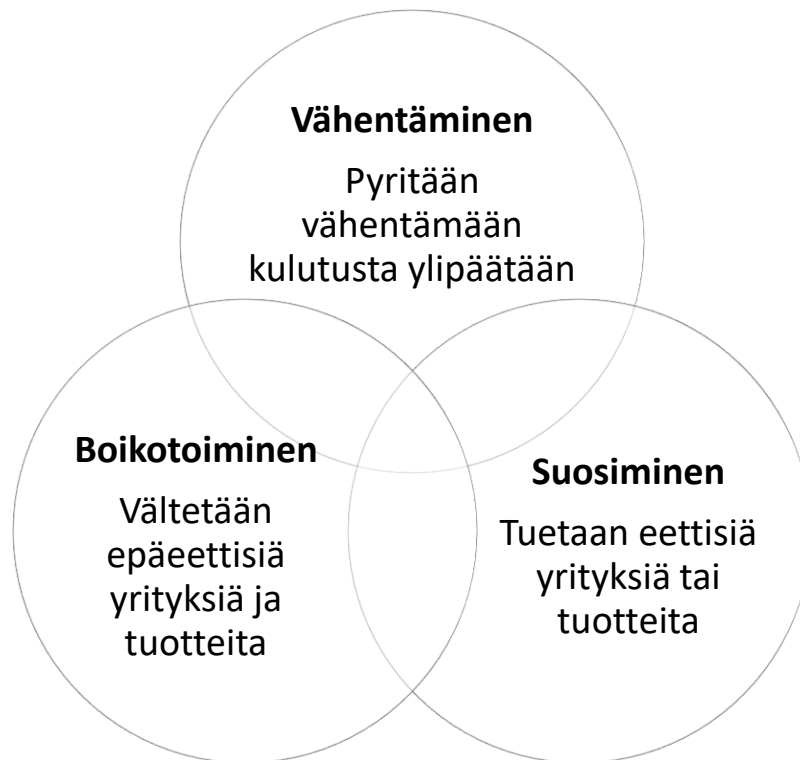 Vähentäminen
Pyritään
vähentämään
kulutusta ylipäätään
Boikotoiminen
Vältetään
epäeettisiä
yrityksiä ja
tuotteita
Suosiminen
Tuetaan eettisiä
yrityksiä tai
tuotteita